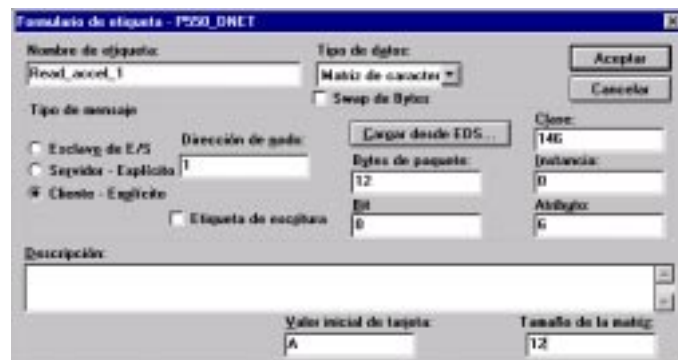 Formulario de etiqueta - P550_DNET
Nombre de etiqueta:
Tipo de datos:
Read_accel_1
Matriz de caracter
Aceptar
Cancelar
Swap de Bytes
Tipo de mensaje
Clase:
Esclavo de E/S
Dirección de nodo:
Cargar desde EDS...
146
Servidor - Explícito
1
Bytes de paquete:
Instancia:
12
0
Cliente - Explícito
Bit
Atributo:
Etiqueta de escritura
0
6
Descripción:
Valor inicial de tarjeta:
Tamaño de la matriz:
A
12